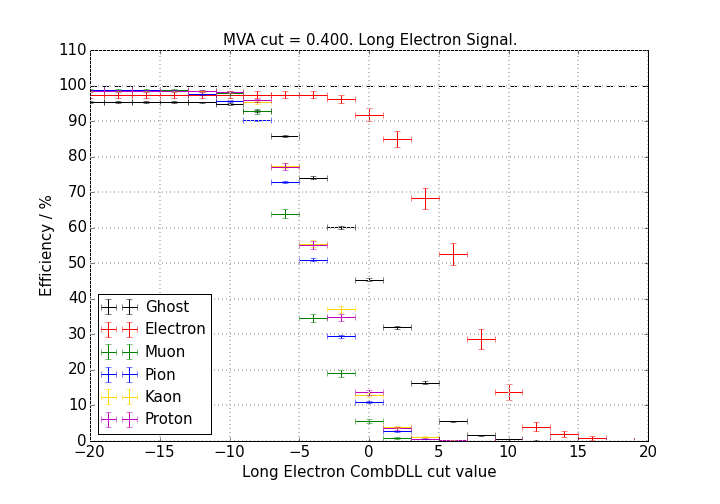 MVA cut = 0.400. Long Electron Signal.
110
100
90
80
70
60
50
40
30
20
10
0
Efficiency / %
Ghost
Electron
Muon
Pion
Kaon
Proton
−20 −15 −10 −5 0 5 10 15 20
Long Electron CombDLL cut value